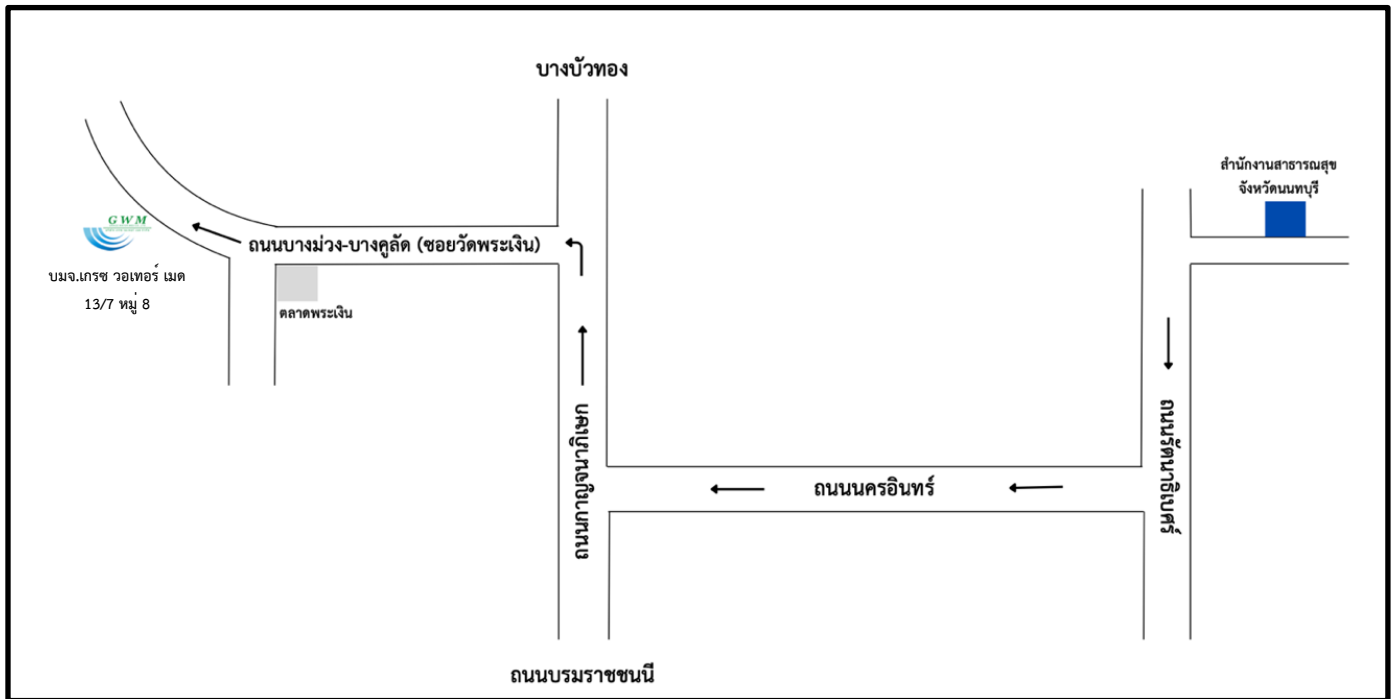 บางบัวทอง
สำนักงานสาธารณสุข
จังหวัดนนทบุรี
GWM
ถนนบางม่วง-บางคูลัด (ซอยวัดพระเงิน)
บมจ.เกรซ วอเทอร์ เมด
13/7 หมู่ 8
ตลาดพระเงิน
ถนนกาญจนาภิเษก
ถนนนครอินทร์
ถนนรัตนาธิเบศร์
ถนนบรมราชชนนี